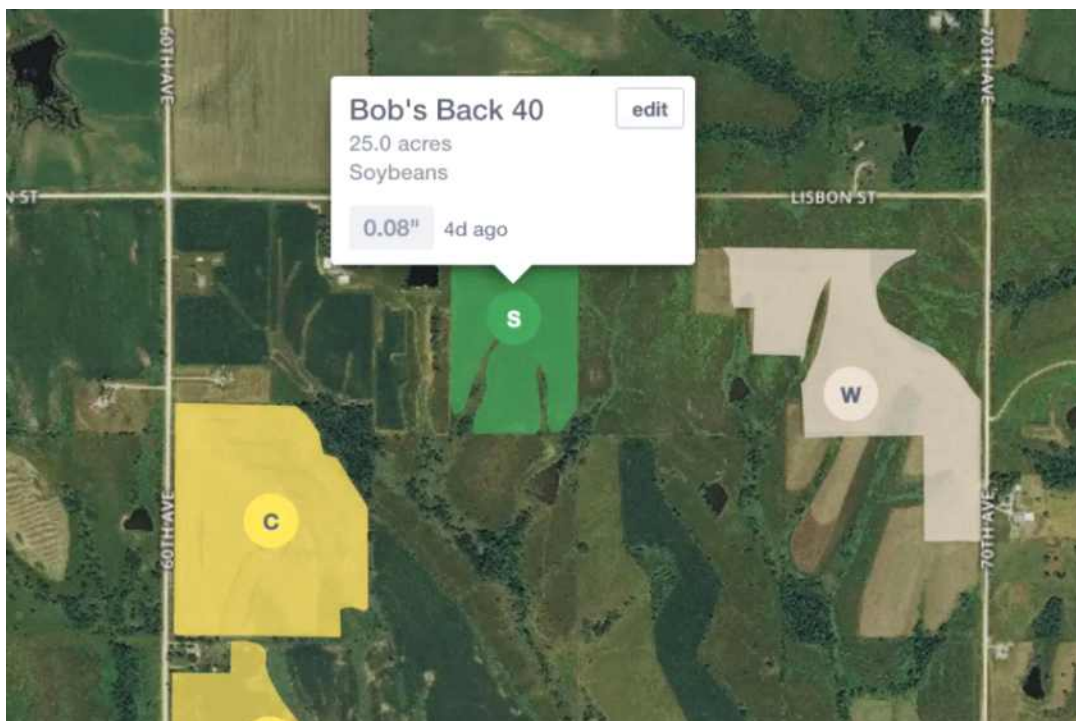 60TH AVE
70TH AVE
Bob's Back 40
edit
25.0 acres
Soybeans
0.08" 4d ago
N ST
LISBON ST
S
W
C
60TH AVE
70TH AVE